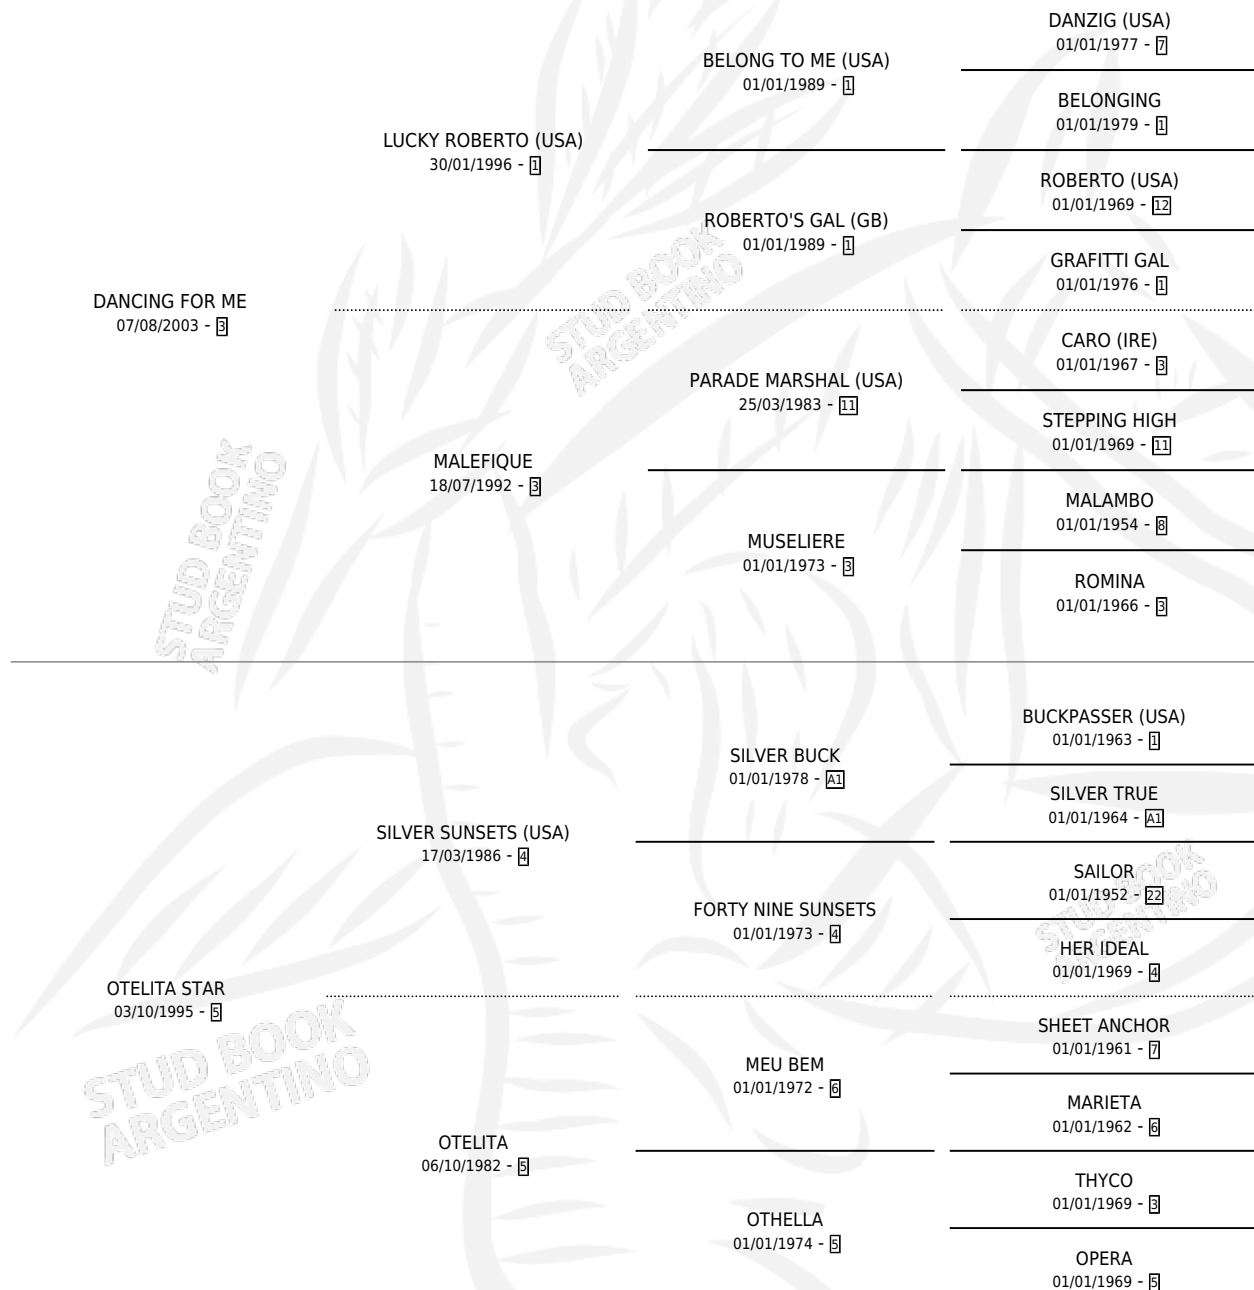 DANZIG (USA)
01/01/1977 - 7
BELONG TO ME (USA)
01/01/1989 - 1
BELONGING
01/01/1979 - 1
LUCKY ROBERTO (USA)
30/01/1996 - 1
ROBERTO (USA)
01/01/1969 - 12
ROBERTO'S GAL (GB)
01/01/1989 - 1
GRAFITTI GAL
01/01/1976 - 1
DANCING FOR ME
07/08/2003 - 3
STUD BOOK
ARGENTINO
CARO (IRE)
01/01/1967 - 3
PARADE MARSHAL (USA)
25/03/1983 - 11
STEPPING HIGH
01/01/1969 - 11
MALEFIQUE
18/07/1992 - 3
MALAMBO
01/01/1954 - 8
MUSELIERE
01/01/1973 - 3
ROMINA
01/01/1966 - 3
STUD BOOK
ARGENTINO
BUCKPASSER (USA)
01/01/1963 - 1
SILVER BUCK
01/01/1978 - A1
SILVER TRUE
01/01/1964 - A1
SILVER SUNSETS (USA)
17/03/1986 - 4
SAILOR
01/01/1952 - 22
FORTY NINE SUNSETS
01/01/1973 - 4
HER IDEAL
01/01/1969 - 4
STUD BOOK
ARGENTINO
OTELITA STAR
03/10/1995 - 5
SHEET ANCHOR
01/01/1961 - 7
MEU BEM
01/01/1972 - 6
MARIETA
01/01/1962 - 6
STUD BOOK
ARGENTINO
OTELITA
06/10/1982 - 5
THYCO
01/01/1969 - 3
OTHELLA
01/01/1974 - 5
OPERA
01/01/1969 - 5